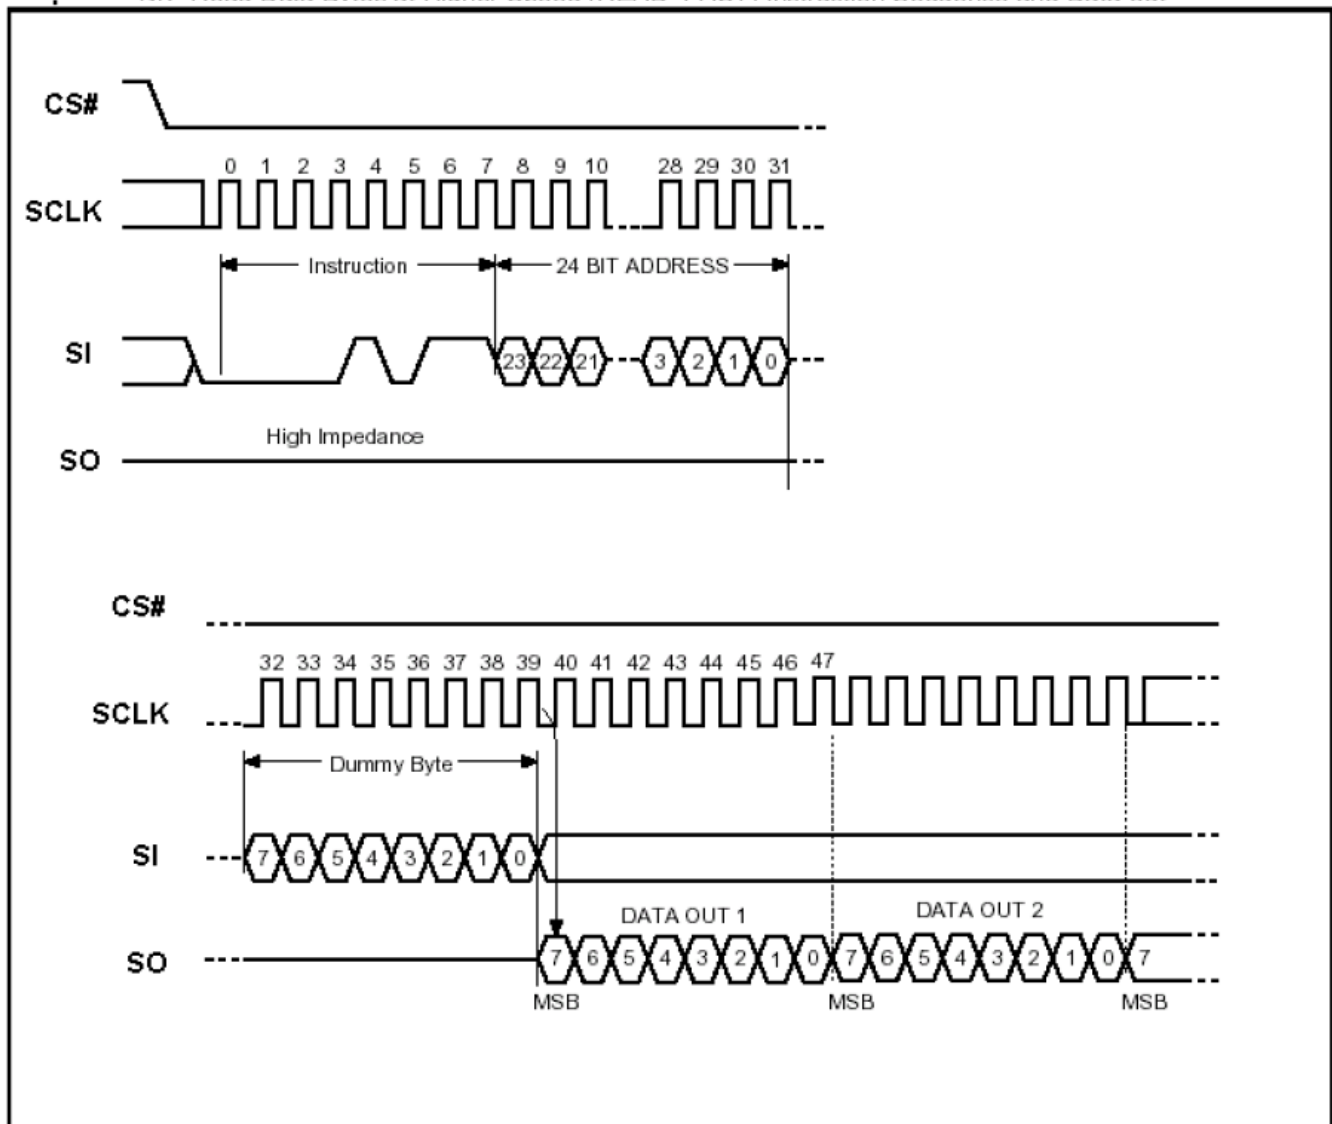 CS#
0 1 2 3 4 5 6 7 8 9 10 28 29 30 31
SCLK
Instruction 24 BIT ADDRESS
SI 23 22 21 3 2 1 0
High Impedance
SO
CS#
32 33 34 35 36 37 38 39 40 41 42 43 44 45 46 47
SCLK
Dummy Byte
SI 7 6 5 4 3 2 1 0
DATA OUT 1 DATA OUT 2
SO 7 6 5 4 3 2 1 0 7 6 5 4 3 2 1 0 7
MSB MSB MSB